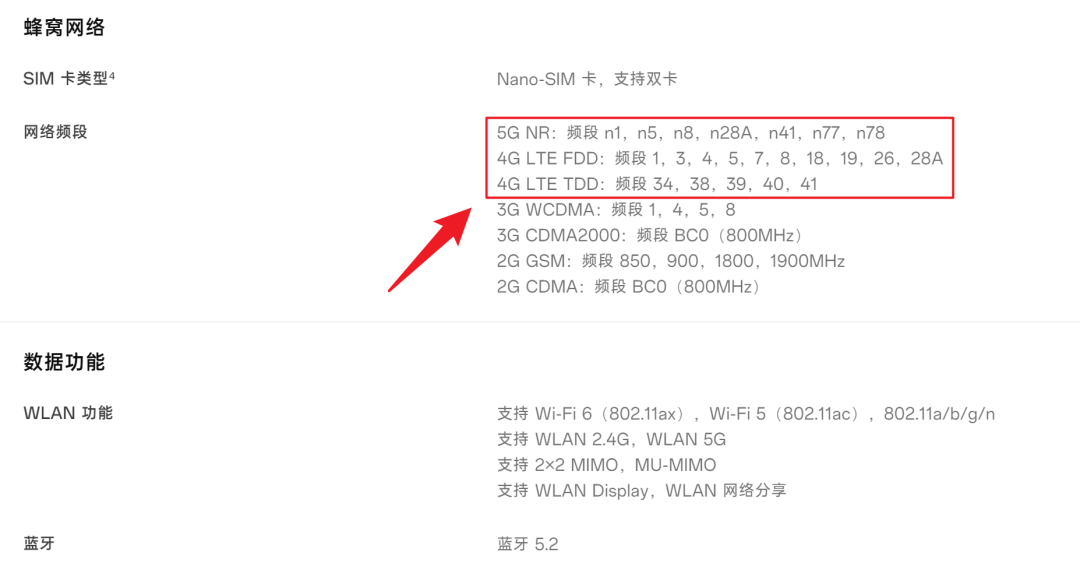 蜂窝网络
SIM 卡类型⁴
Nano-SIM 卡，支持双卡
网络频段
5G NR：频段 n1，n5，n8，n28A，n41，n77，n78
4G LTE FDD：频段 1，3，4，5，7，8，18，19，26，28A
4G LTE TDD：频段 34，38，39，40，41
3G WCDMA：频段 1，4，5，8
3G CDMA2000：频段 BC0（800MHz）
2G GSM：频段 850，900，1800，1900MHz
2G CDMA：频段 BC0（800MHz）
数据功能
WLAN 功能
支持 Wi-Fi 6（802.11ax），Wi-Fi 5（802.11ac），802.11a/b/g/n
支持 WLAN 2.4G，WLAN 5G
支持 2×2 MIMO，MU-MIMO
支持 WLAN Display，WLAN 网络分享
蓝牙
蓝牙 5.2